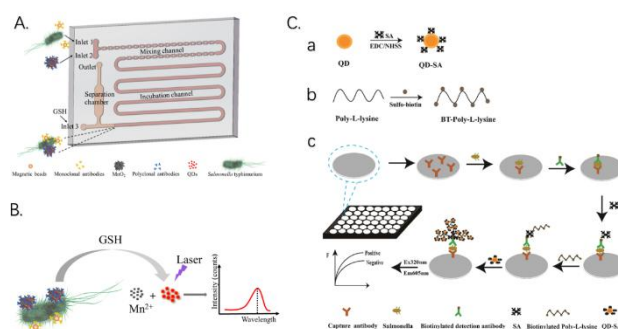 A.
Inlet 1
Inlet 2
Mixing channel
Outlet
Separation
chamber
Incubation channel
GSH
Inlet 3
Magnetic beads
Monoclonal antibodies
MnO2
Polyclonal antibodies
QDs
Salmonella typhimurium
B.
GSH
Laser
Mn2+
+
Intensity (counts)
Wavelength
C.
a
QD
SA
EDC/NHSS
QD-SA
b
Poly-L-lysine
Sulfo-biotin
BT-Poly-L-lysine
c
SA
F
Positive
Negative
Ex320nm
Em605nm
Capture antibody
Salmonella
Biotinylated detection antibody
SA
Biotinylated Poly-L-lysine
QD-SA